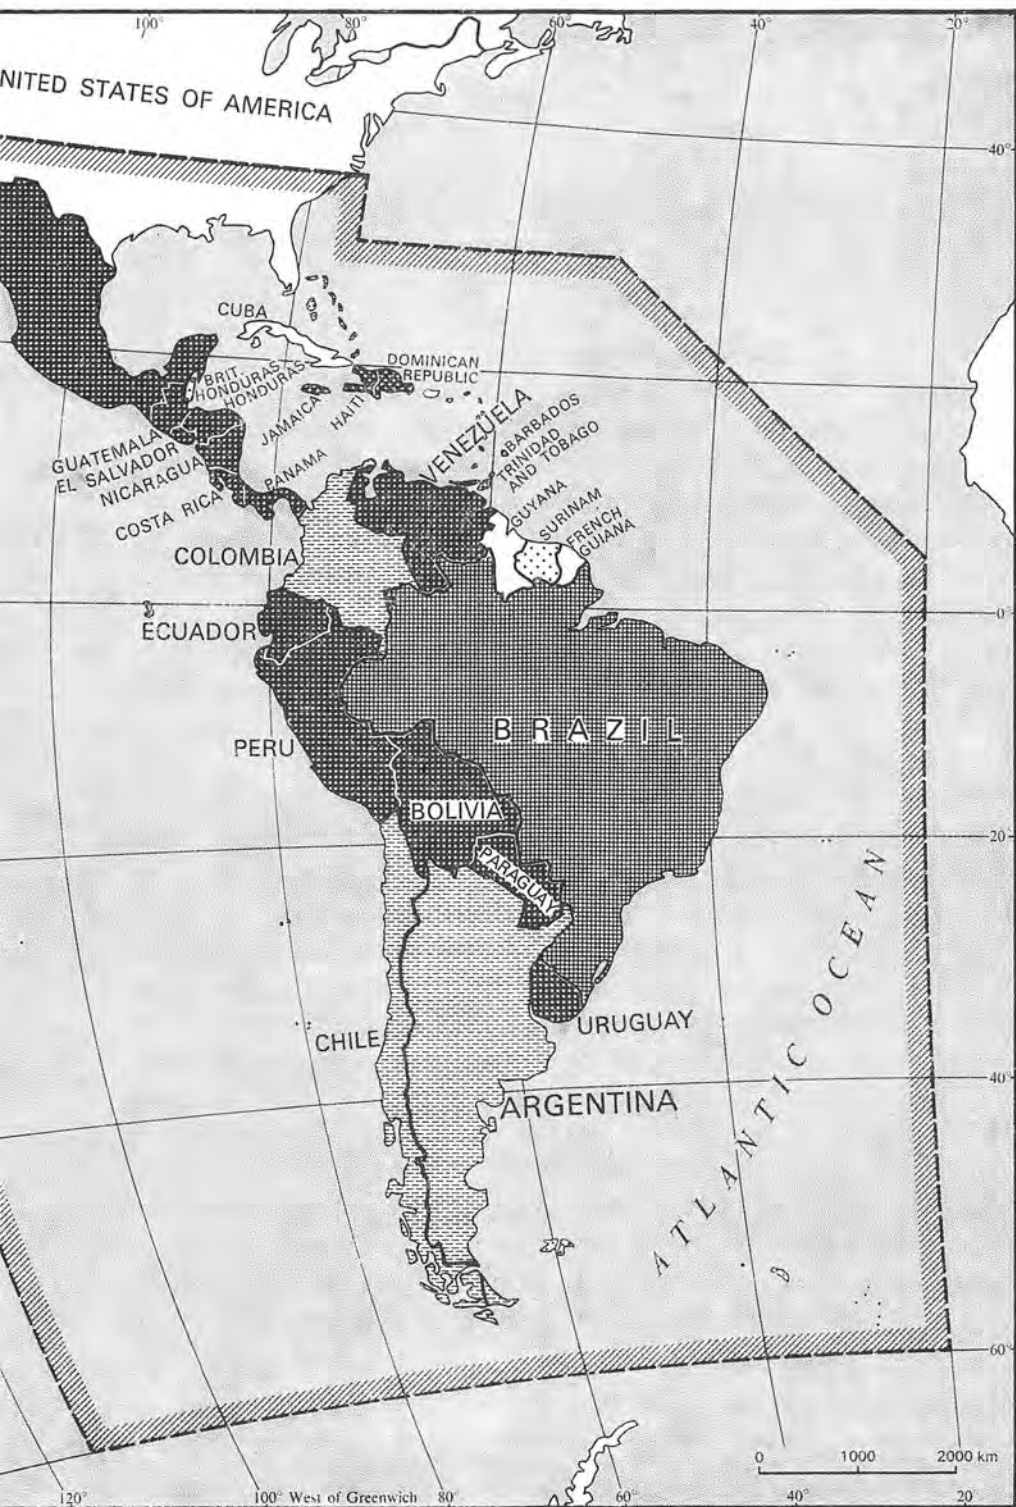 100°
80°
60°
40°
20°
NITED STATES OF AMERICA
40°
CUBA
DOMINICAN
REPUBLIC
BRIT.
HONDURAS
HONDURAS
JAMAICA
HAITI
VENEZUELA
BARBADOS
TRINIDAD
AND TOBAGO
GUATEMALA
EL SALVADOR
NICARAGUA
COSTA RICA
PANAMA
GUYANA
SURINAM
FRENCH
GUIANA
COLOMBIA
0°
ECUADOR
BRAZIL
PERU
BOLIVIA
20°
PARAGUAY
ATLANTIC OCEAN
URUGUAY
CHILE
40°
ARGENTINA
60°
0 1000 2000 km
120°
100° West of Greenwich 80°
60°
40°
20°